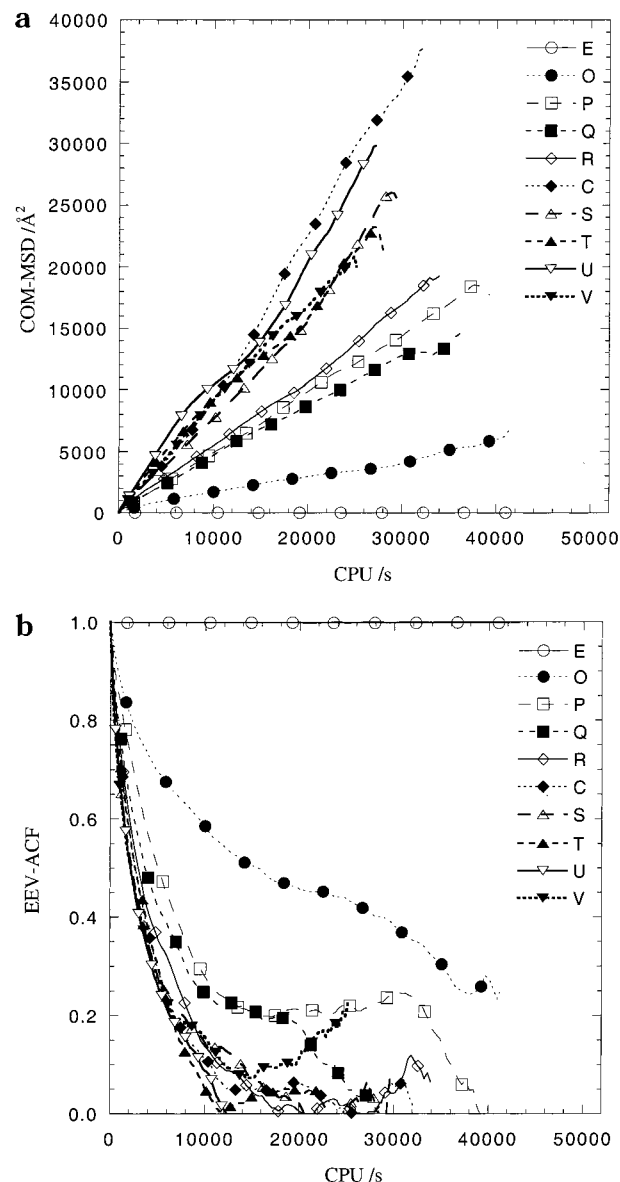 a
40000
35000
30000
25000
20000
15000
10000
5000
0
COM-MSD /Å²
0 10000 20000 30000 40000 50000
CPU /s
E
O
P
Q
R
C
S
T
U
V
b
1.0
0.8
0.6
0.4
0.2
0.0
EEV-ACF
0 10000 20000 30000 40000 50000
CPU /s
E
O
P
Q
R
C
S
T
U
V